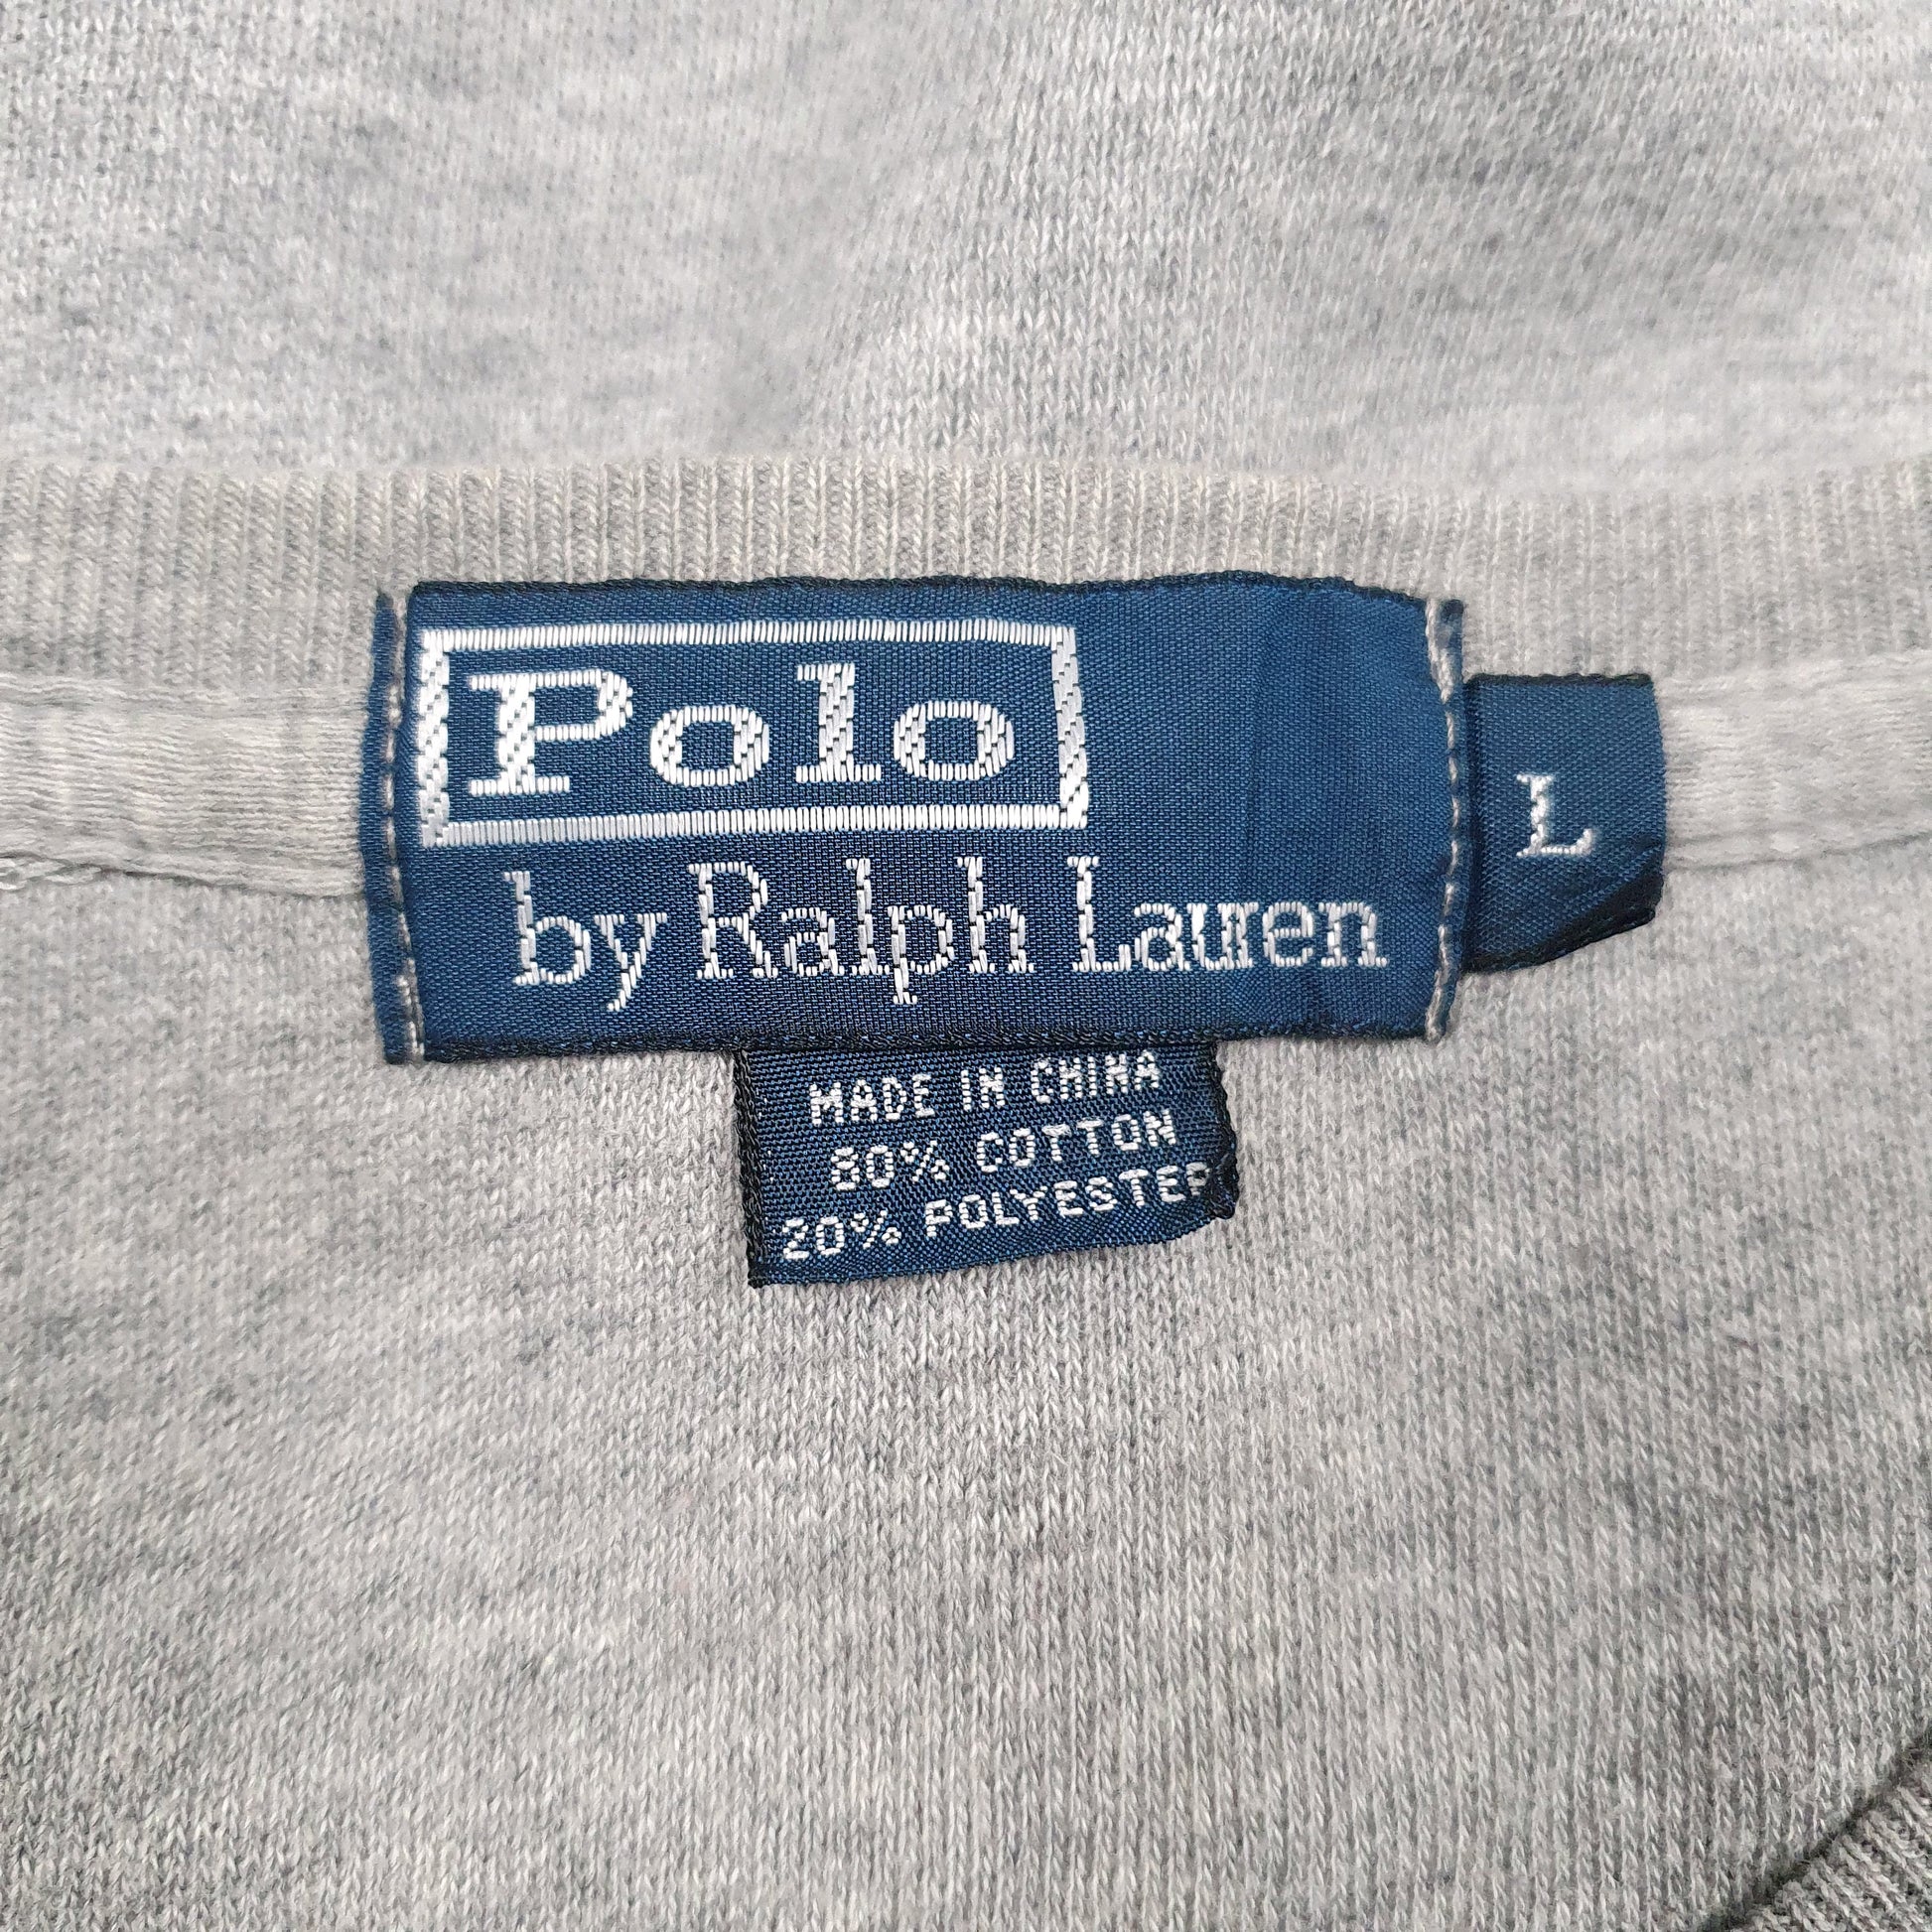 Polo
by Ralph Lauren
L
MADE IN CHINA
80% COTTON
20% POLYESTER